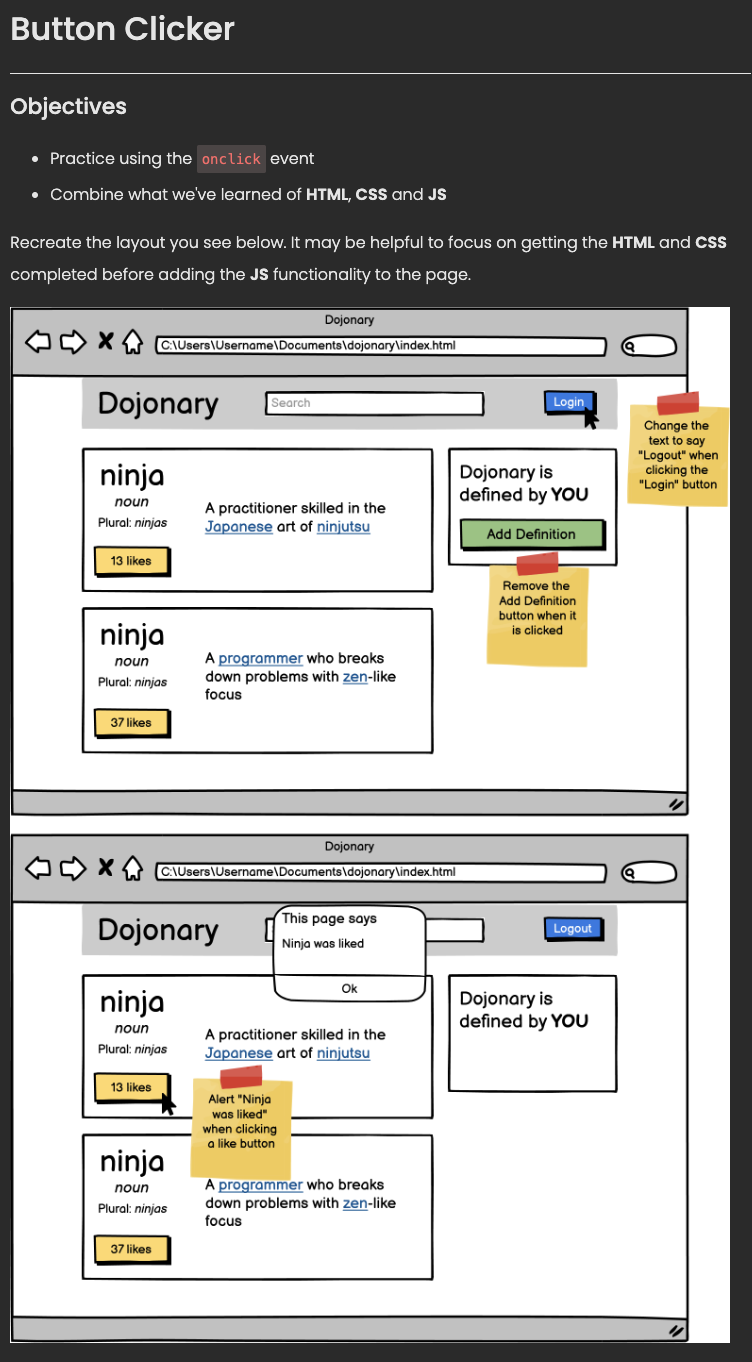 Button Clicker
Objectives
Practice using the onclick event
Combine what we've learned of HTML, CSS and JS
Recreate the layout you see below. It may be helpful to focus on getting the HTML and CSS
completed before adding the JS functionality to the page.
Dojonary
C:\Users\Username\Documents\dojonary\index.html
Dojonary
Search
Login
Change the
text to say
"Logout" when
clicking the
"Login" button
ninja
noun
Plural: ninjas
13 likes
A practitioner skilled in the
Japanese art of ninjutsu
Dojonary is
defined by YOU
Add Definition
Remove the
Add Definition
button when it
is clicked
ninja
noun
Plural: ninjas
37 likes
A programmer who breaks
down problems with zen-like
focus
Dojonary
C:\Users\Username\Documents\dojonary\index.html
Dojonary
This page says
Ninja was liked
Ok
Logout
ninja
noun
Plural: ninjas
13 likes
A practitioner skilled in the
Japanese art of ninjutsu
Dojonary is
defined by YOU
Alert "Ninja
was liked"
when clicking
a like button
ninja
noun
Plural: ninjas
37 likes
A programmer who breaks
down problems with zen-like
focus